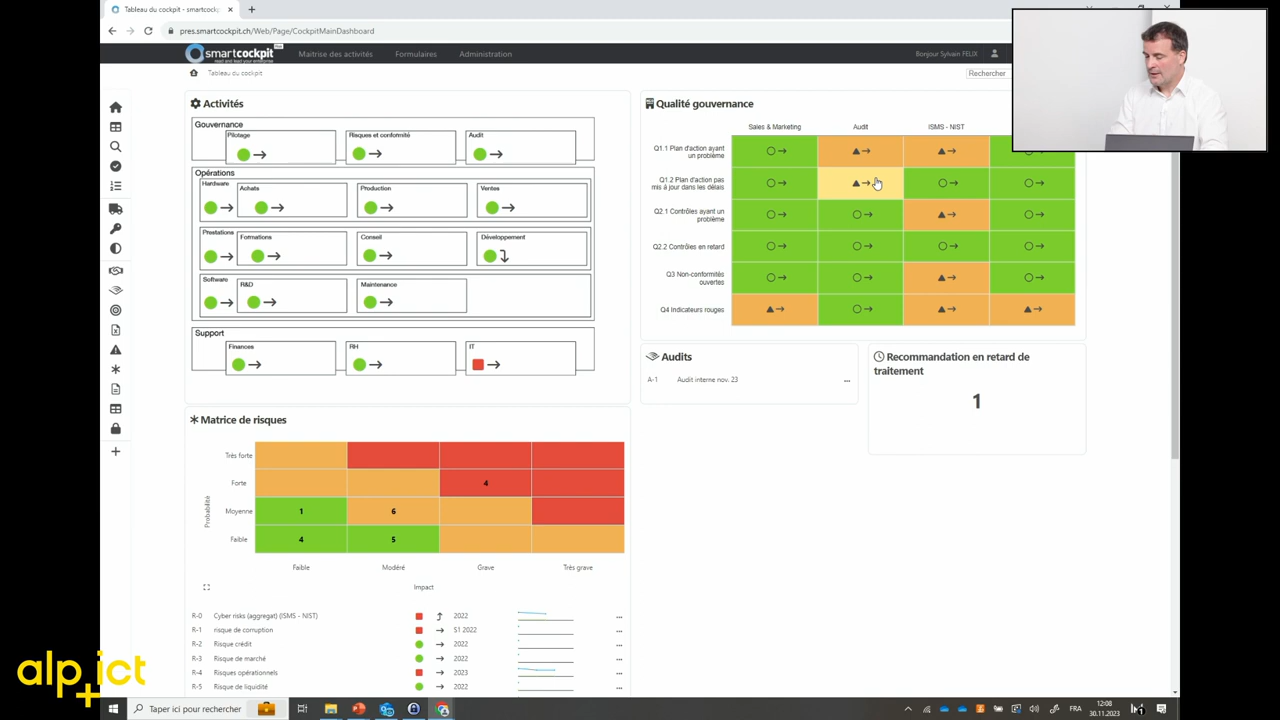 Tableau du cockpit - smartcock
pres.smartcockpit.ch/Web/Page/CockpitMainDashboard
smartcockpit
Maitrise des activités
Formulaires
Administration
Bonjour Sylvain FELIX
Tableau du cockpit
Rechercher
Activités
Gouvernance
Pilotage
Risques et conformité
Audit
Opérations
Hardware
Achats
Production
Ventes
Prestations
Formations
Conseil
Développement
Software
R&D
Maintenance
Support
Finances
RH
IT
Qualité gouvernance
Sales & Marketing
Audit
ISMS - NIST
Q1.1 Plan d'action ayant
un problème
Q1.2 Plan d'action pas
mis à jour dans les délais
Q2.1 Contrôles ayant un
problème
Q2.2 Contrôles en retard
Q3 Non-conformités
ouvertes
Q4 Indicateurs rouges
Audits
A-1 Audit interne nov. 23 ...
Recommandation en retard de
traitement
1
Matrice de risques
Probabilité
Très forte
Forte 4
Moyenne 1 6
Faible 4 5
Faible Modéré Grave Très grave
Impact
R-0 Cyber risks (aggregat) (ISMS - NIST) 2022 ...
R-1 risque de corruption S1 2022 ...
R-2 Risque crédit 2022 ...
R-3 Risque de marché 2022 ...
R-4 Risques opérationnels 2023 ...
R-5 Risque de liquidité 2022 ...
alp ict
Taper ici pour rechercher
FRA
12:08
30.11.2023